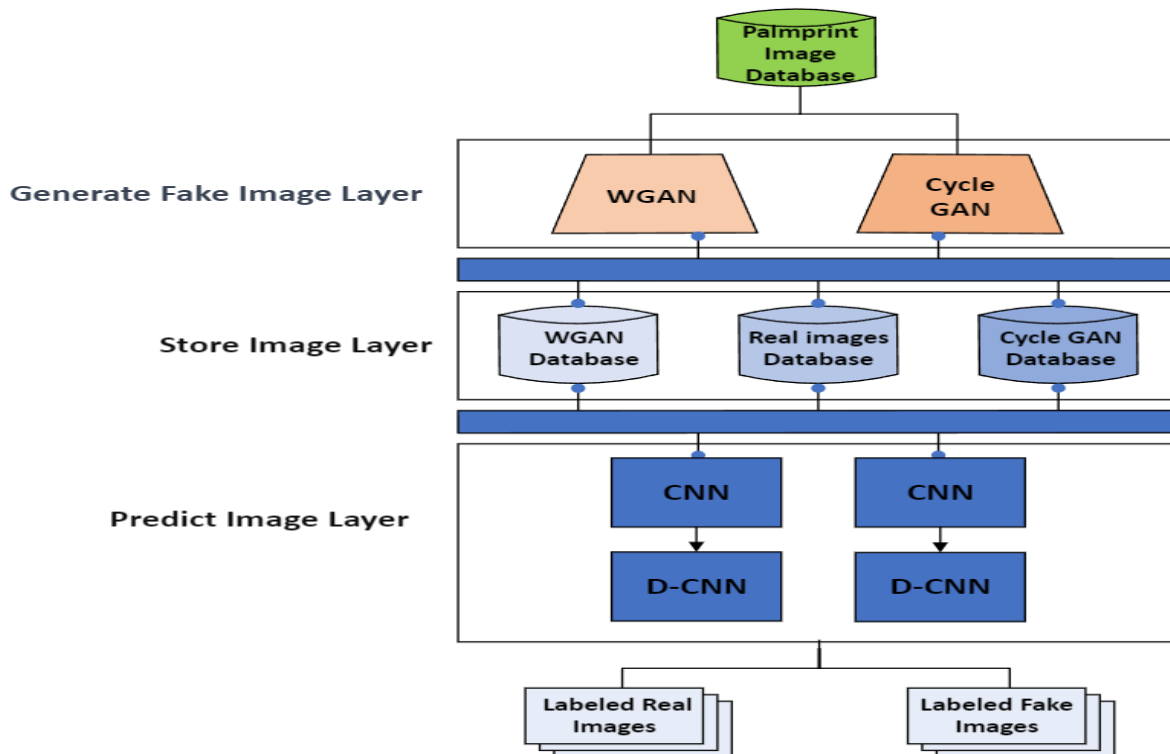 Palmprint
Image
Database
Generate Fake Image Layer
WGAN
Cycle
GAN
Store Image Layer
WGAN
Database
Real images
Database
Cycle GAN
Database
Predict Image Layer
CNN
CNN
D-CNN
D-CNN
Labeled Real
Images
Labeled Fake
Images